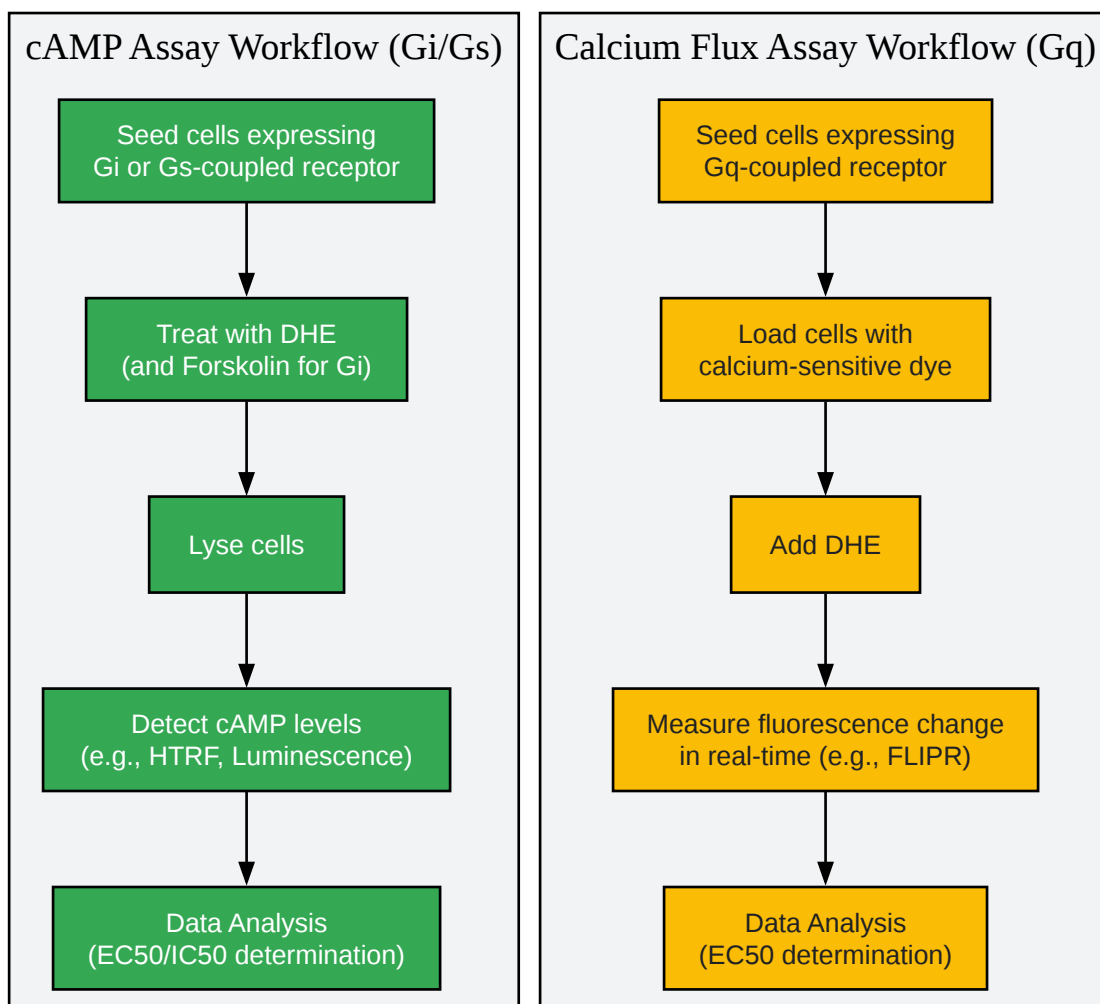 cAMP Assay Workflow (Gi/Gs)
Seed cells expressing
Gi or Gs-coupled receptor
Treat with DHE
(and Forskolin for Gi)
Lyse cells
Detect cAMP levels
(e.g., HTRF, Luminescence)
Data Analysis
(EC50/IC50 determination)
Calcium Flux Assay Workflow (Gq)
Seed cells expressing
Gq-coupled receptor
Load cells with
calcium-sensitive dye
Add DHE
Measure fluorescence change
in real-time (e.g., FLIPR)
Data Analysis
(EC50 determination)